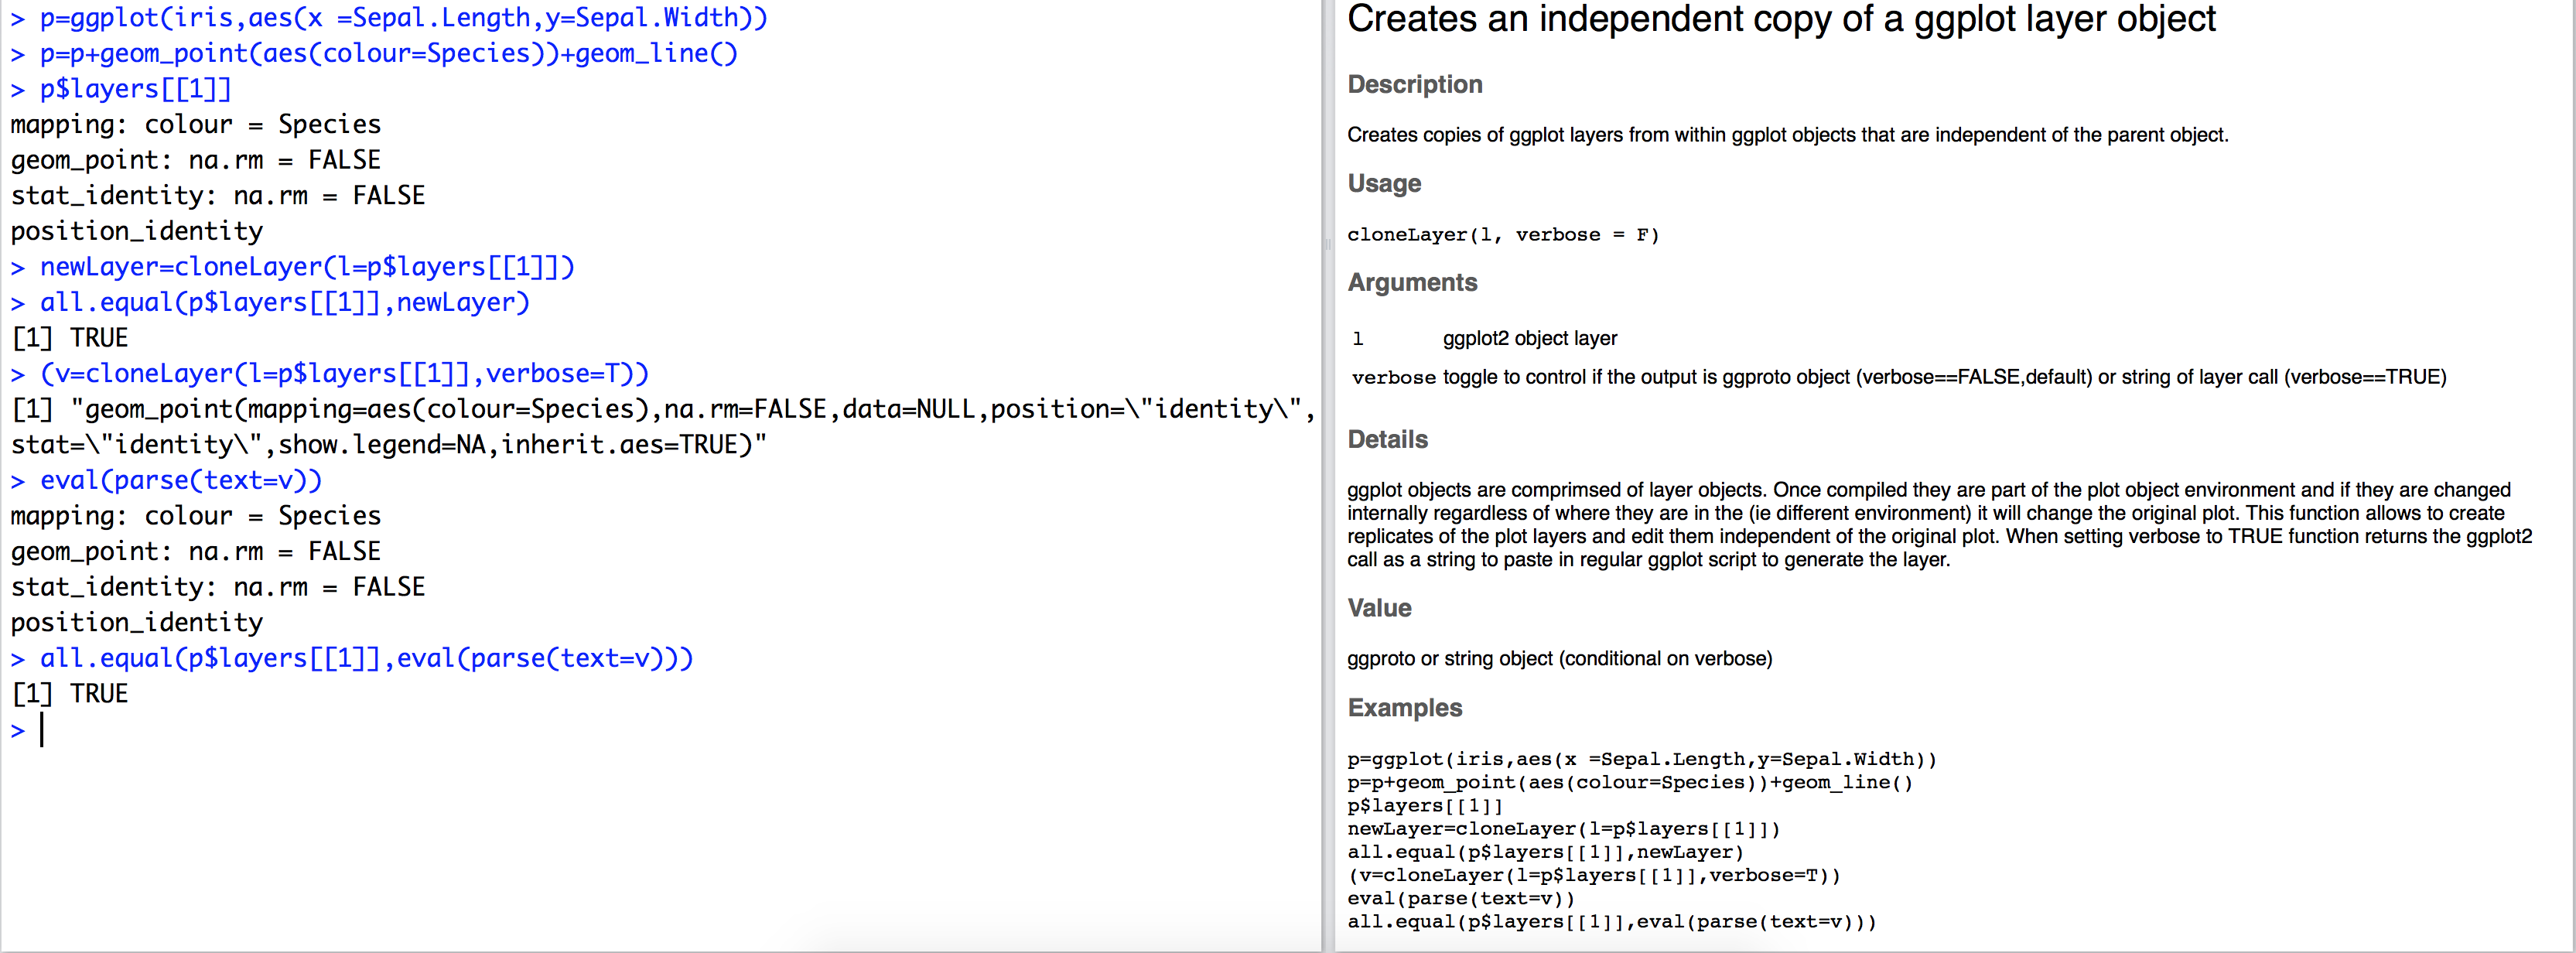 > p=ggplot(iris,aes(x =Sepal.Length,y=Sepal.Width))
> p=p+geom_point(aes(colour=Species))+geom_line()
> p$layers[[1]]
mapping: colour = Species
geom_point: na.rm = FALSE
stat_identity: na.rm = FALSE
position_identity
> newLayer=cloneLayer(l=p$layers[[1]])
> all.equal(p$layers[[1]],newLayer)
[1] TRUE
> (v=cloneLayer(l=p$layers[[1]],verbose=T))
[1] "geom_point(mapping=aes(colour=Species),na.rm=FALSE,data=NULL,position=\"identity\",
stat=\"identity\",show.legend=NA,inherit.aes=TRUE)"
> eval(parse(text=v))
mapping: colour = Species
geom_point: na.rm = FALSE
stat_identity: na.rm = FALSE
position_identity
> all.equal(p$layers[[1]],eval(parse(text=v)))
[1] TRUE
>
Creates an independent copy of a ggplot layer object
Description
Creates copies of ggplot layers from within ggplot objects that are independent of the parent object.
Usage
cloneLayer(l, verbose = F)
Arguments
l ggplot2 object layer
verbose toggle to control if the output is ggproto object (verbose==FALSE,default) or string of layer call (verbose==TRUE)
Details
ggplot objects are comprimsed of layer objects. Once compiled they are part of the plot object environment and if they are changed
internally regardless of where they are in the (ie different environment) it will change the original plot. This function allows to create
replicates of the plot layers and edit them independent of the original plot. When setting verbose to TRUE function returns the ggplot2
call as a string to paste in regular ggplot script to generate the layer.
Value
ggproto or string object (conditional on verbose)
Examples
p=ggplot(iris,aes(x =Sepal.Length,y=Sepal.Width))
p=p+geom_point(aes(colour=Species))+geom_line()
p$layers[[1]]
newLayer=cloneLayer(l=p$layers[[1]])
all.equal(p$layers[[1]],newLayer)
(v=cloneLayer(l=p$layers[[1]],verbose=T))
eval(parse(text=v))
all.equal(p$layers[[1]],eval(parse(text=v)))